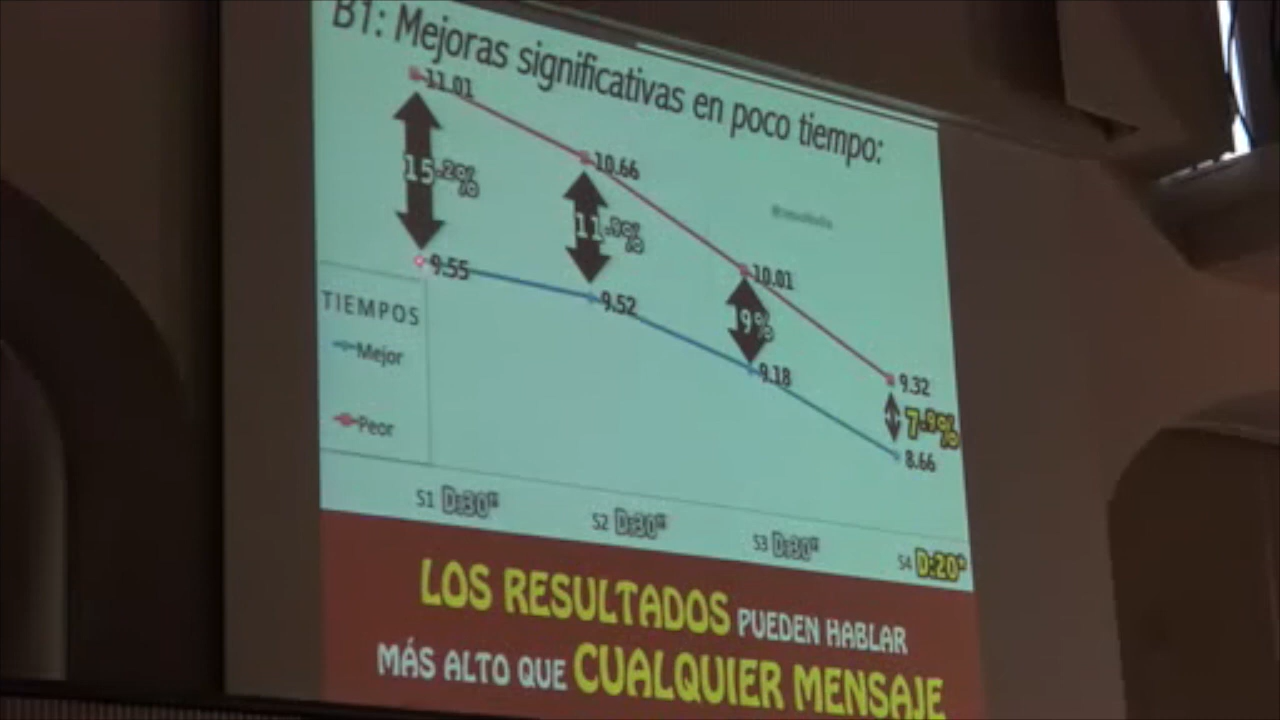 B1: Mejoras significativas en poco tiempo:
11.01
15.2%
10.66
11.9%
10.01
9%
9.32
7.9%
9.55
9.52
9.18
8.66
TIEMPOS
Mejor
Peor
S1 D:30"
S2 D:30"
S3 D:30"
S4 D:20"
LOS RESULTADOS PUEDEN HABLAR
MÁS ALTO QUE CUALQUIER MENSAJE